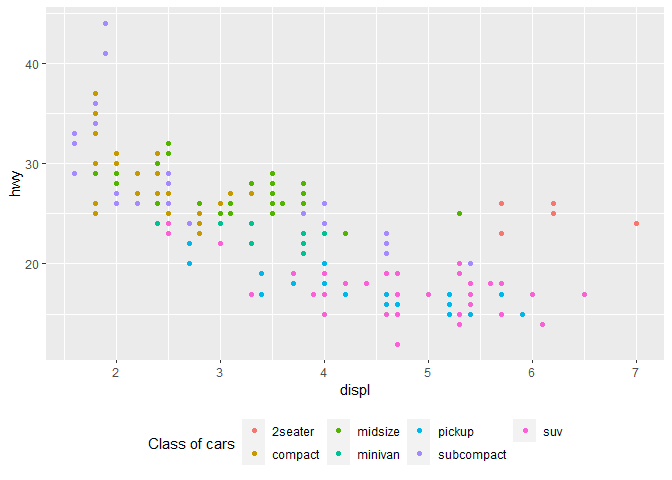 40
30
20
hwy
2 3 4 5 6 7
displ
Class of cars
2seater midsize pickup suv
compact minivan subcompact